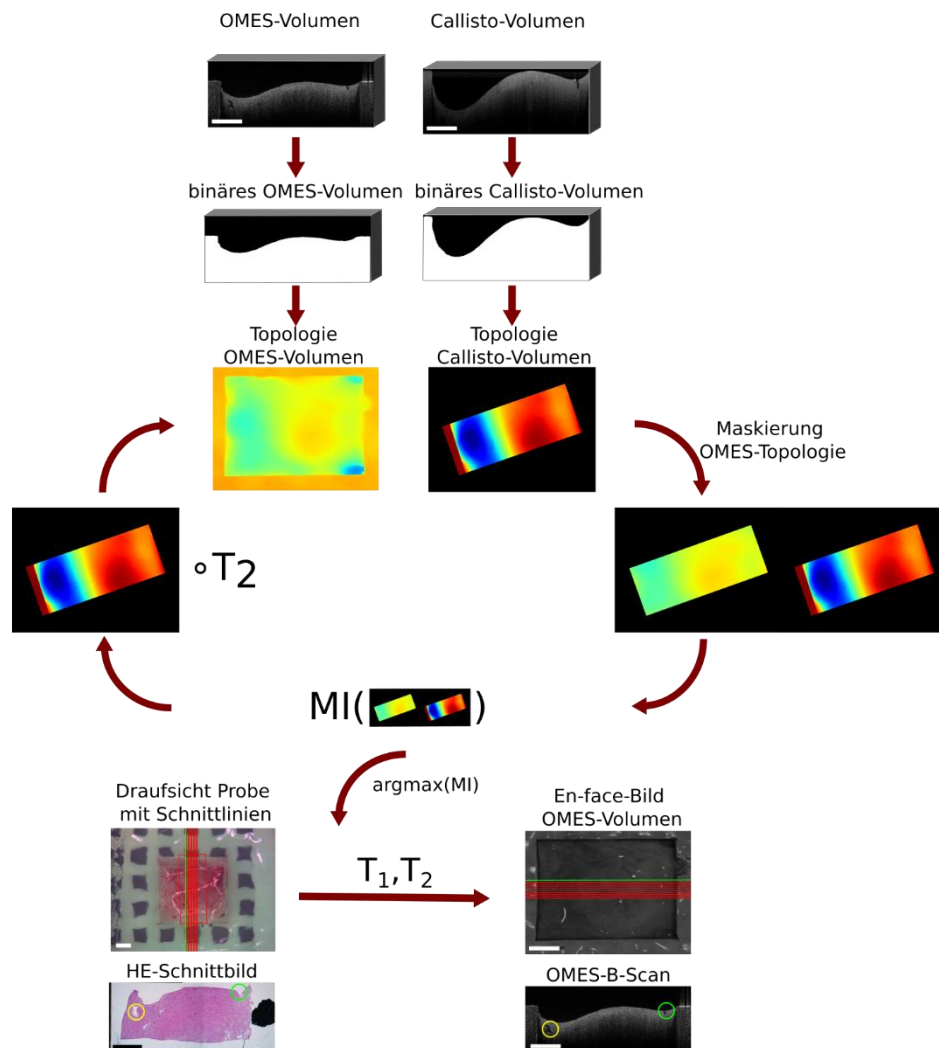 OMES-Volumen
Callisto-Volumen
binäres OMES-Volumen
binäres Callisto-Volumen
Topologie
OMES-Volumen
Topologie
Callisto-Volumen
Maskierung
OMES-Topologie
∘T2
MI( )
argmax(MI)
Draufsicht Probe
mit Schnittlinien
T1,T2
En-face-Bild
OMES-Volumen
HE-Schnittbild
OMES-B-Scan